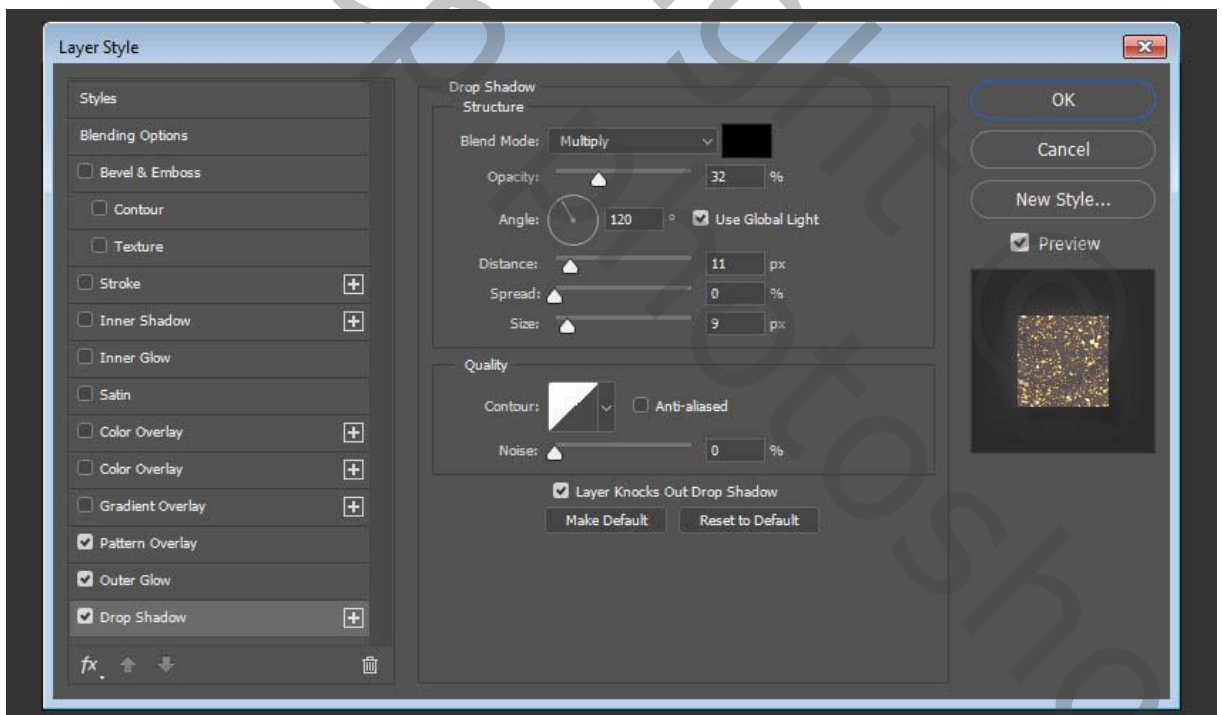 Layer Style
Styles
Blending Options
Bevel & Emboss
Contour
Texture
Stroke
Inner Shadow
Inner Glow
Satin
Color Overlay
Color Overlay
Gradient Overlay
Pattern Overlay
Outer Glow
Drop Shadow
fx
Drop Shadow
Structure
Blend Mode: Multiply
Opacity: 32 %
Angle: 120 ° Use Global Light
Distance: 11 px
Spread: 0 %
Size: 9 px
Quality
Contour: Anti-aliased
Noise: 0 %
Layer Knocks Out Drop Shadow
Make Default Reset to Default
OK
Cancel
New Style...
Preview